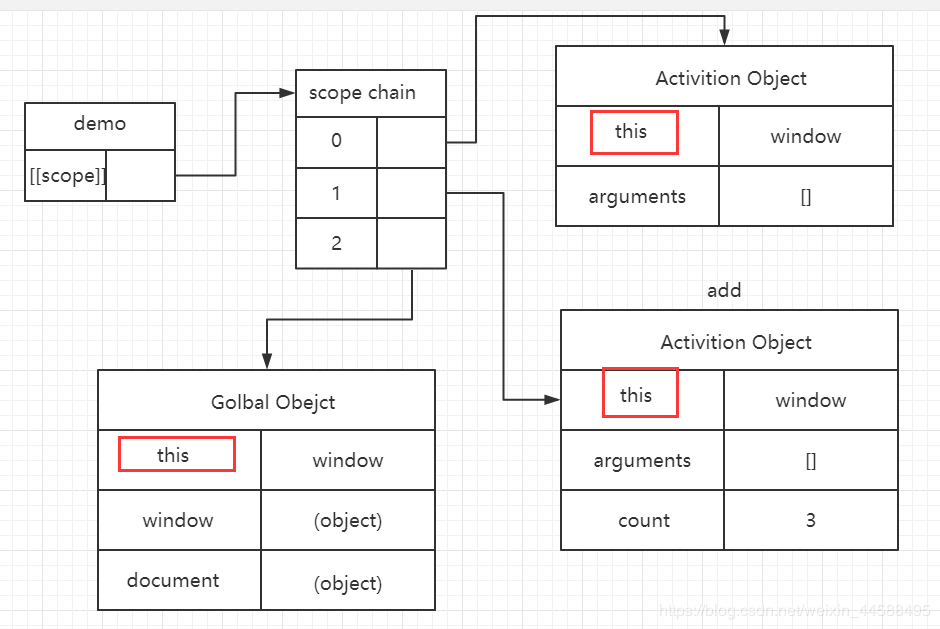 demo
[[scope]]
scope chain
0
1
2
Activition Object
this window
arguments []
add
Activition Object
this window
arguments []
count 3
Golbal Obejct
this window
window (object)
document (object)
https://blog.csdn.net/weixin_44588495